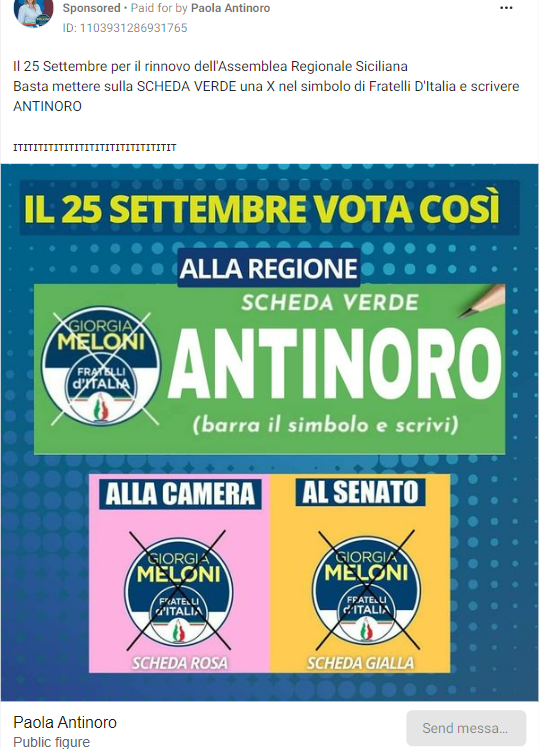 Sponsored • Paid for by Paola Antinoro
ID: 1103931286931765
Il 25 Settembre per il rinnovo dell'Assemblea Regionale Siciliana
Basta mettere sulla SCHEDA VERDE una X nel simbolo di Fratelli D'Italia e scrivere
ANTINORO
ITITITITITITITITITITITITITITIT
IL 25 SETTEMBRE VOTA COSÌ
ALLA REGIONE
SCHEDA VERDE
GIORGIA
MELONI
FRATELLI
d'ITALIA
ANTINORO
(barra il simbolo e scrivi)
ALLA CAMERA
GIORGIA
MELONI
FRATELLI
d'ITALIA
SCHEDA ROSA
AL SENATO
GIORGIA
MELONI
FRATELLI
d'ITALIA
SCHEDA GIALLA
Paola Antinoro
Public figure
Send messa...